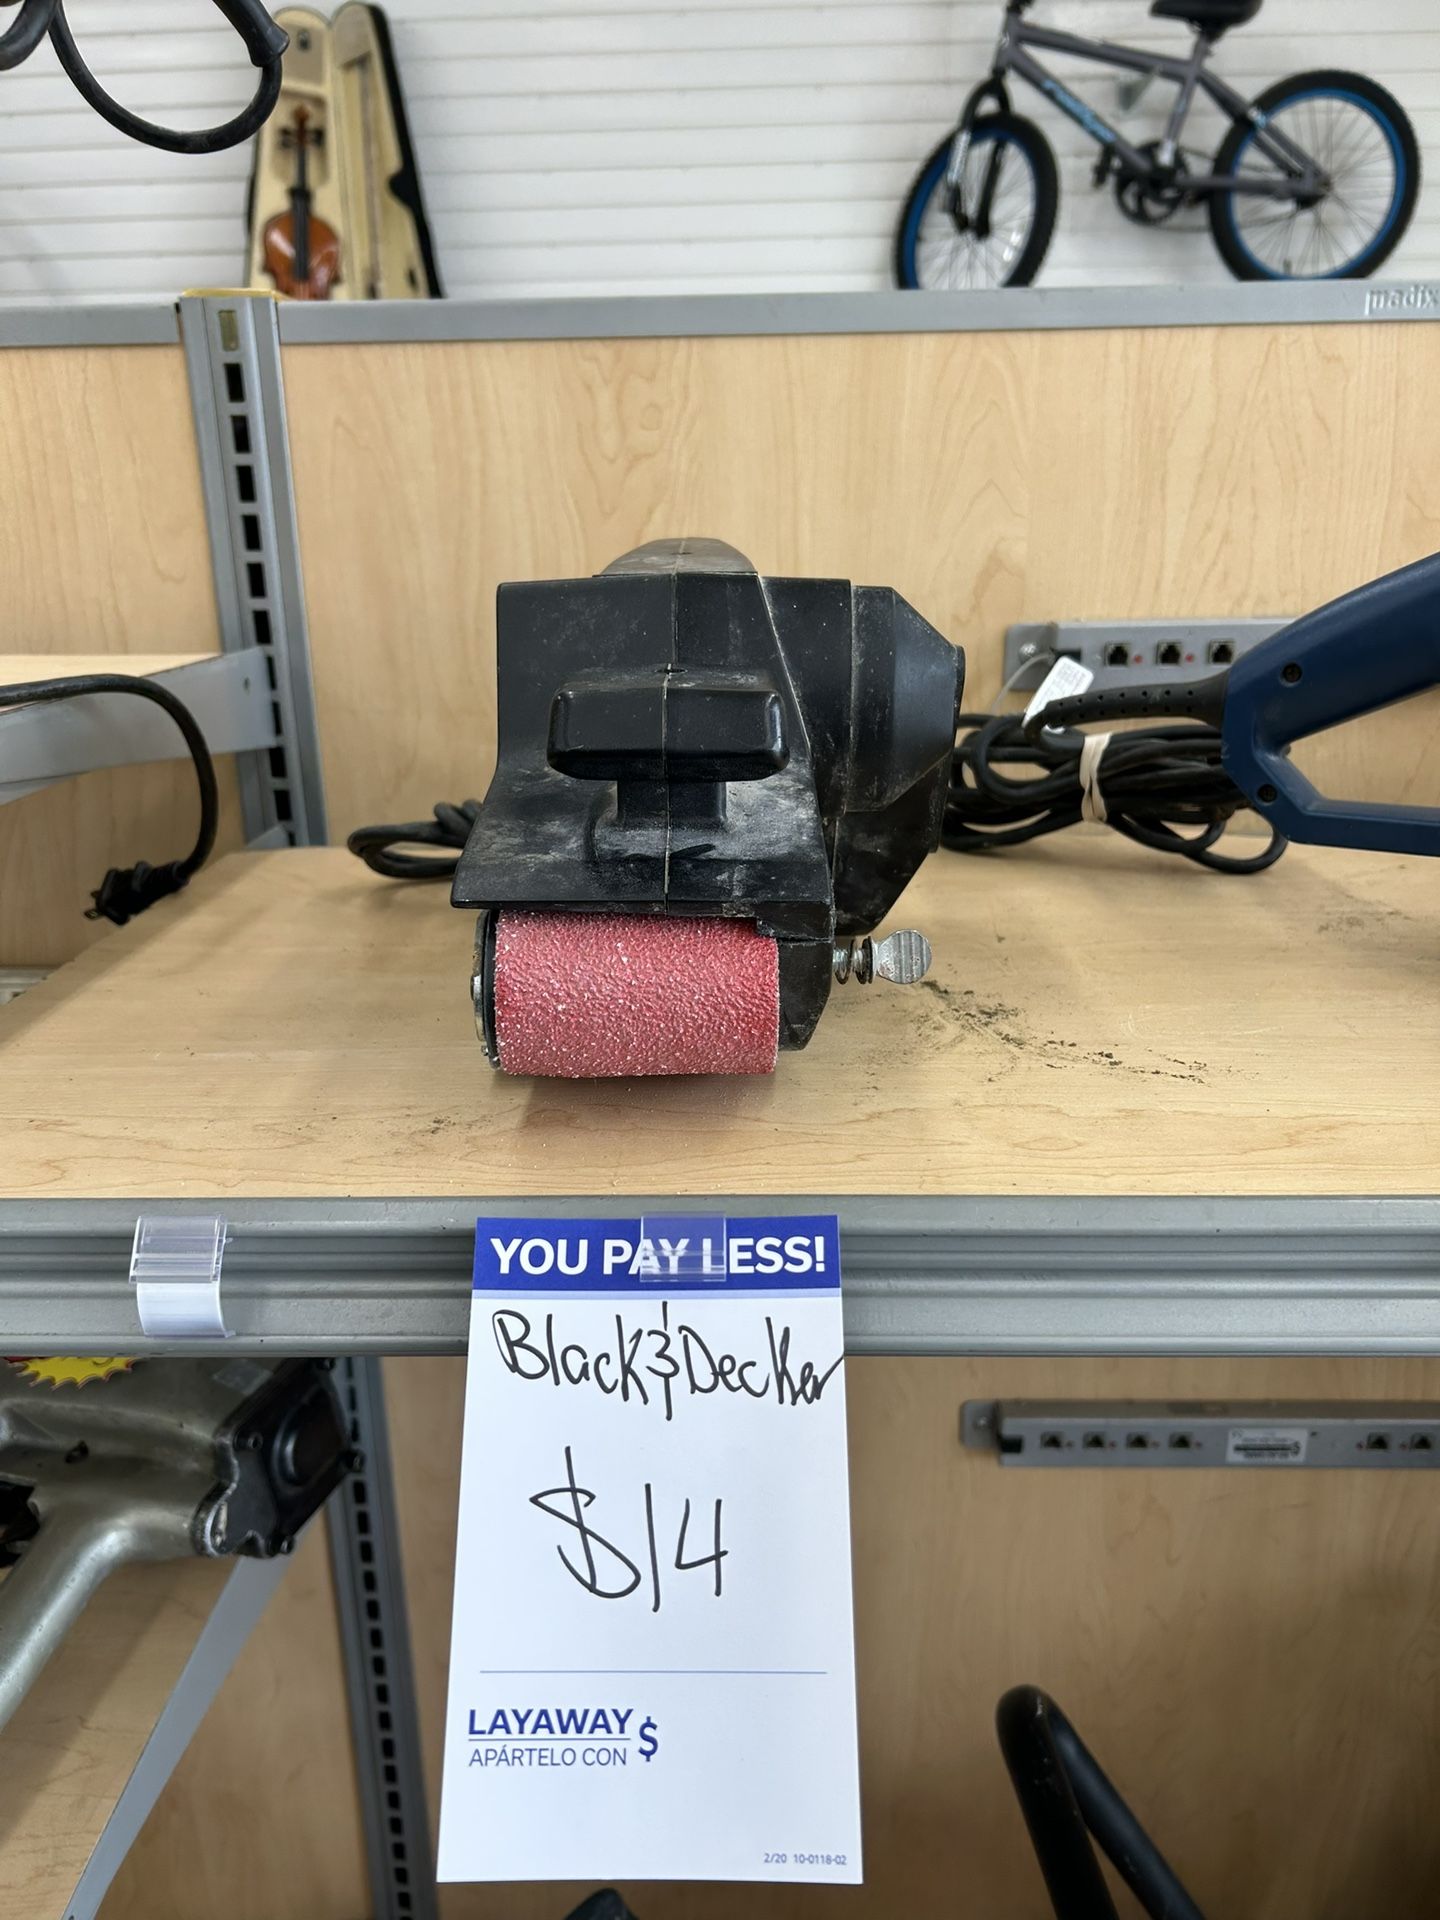 madix
YOU PAY LESS!
Black & Decker
$14
LAYAWAY
APÁRTELO CON $
2/20 10-0118-02